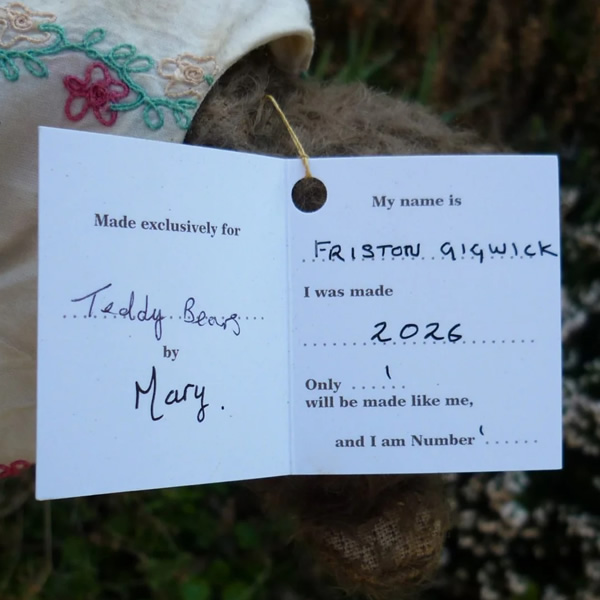 Made exclusively for
Teddy Bears
by
Mary.
My name is
FRISTON GIGWICK
I was made
2026
Only 1
will be made like me,
and I am Number 1